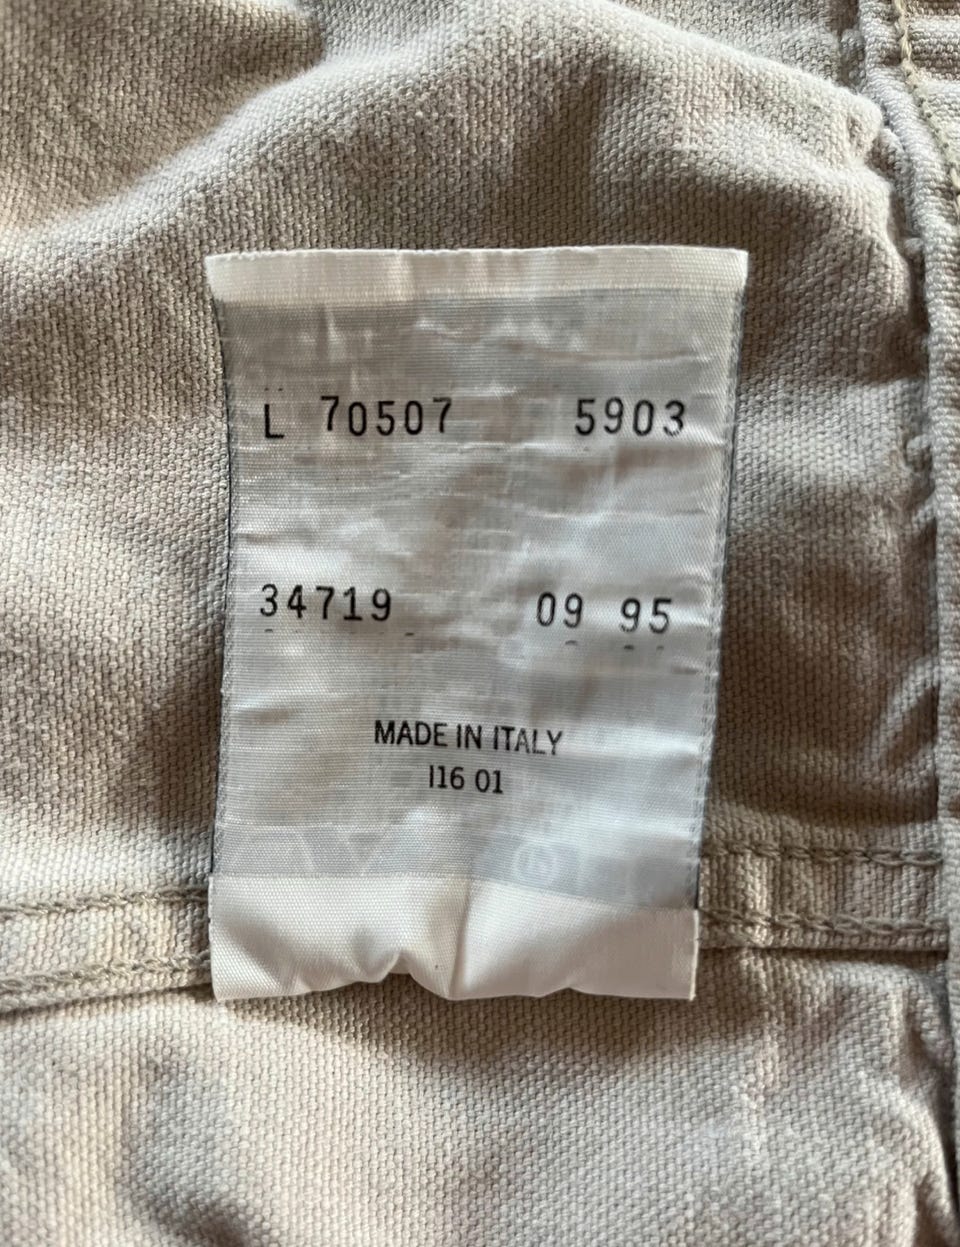 L 70507 5903
34719 09 95
MADE IN ITALY
I16 01